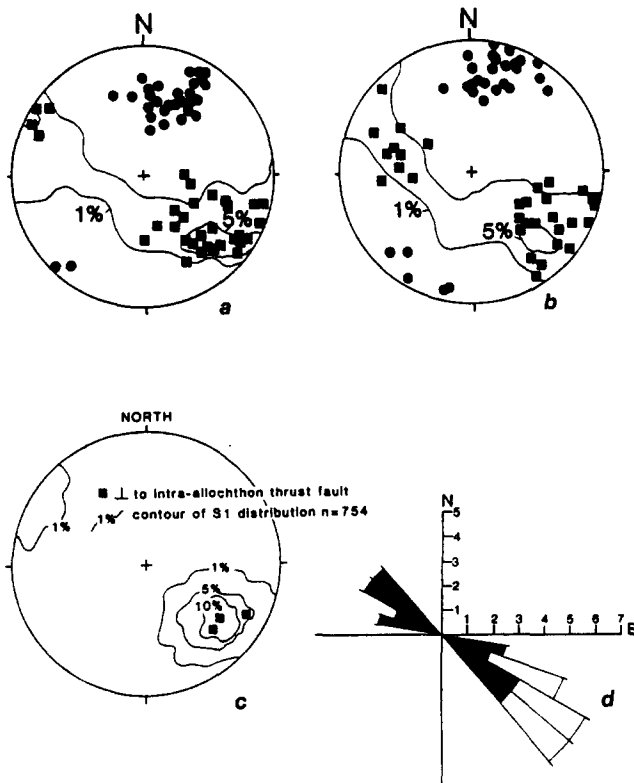 N
1%
5%
a
N
1%
5%
b
NORTH
■ ⊥ to intra-allochthon thrust fault
1% contour of S1 distribution n=754
1%
1%
5%
10%
c
N
5
4
3
2
1
1 2 3 4 5 6 7 E
d